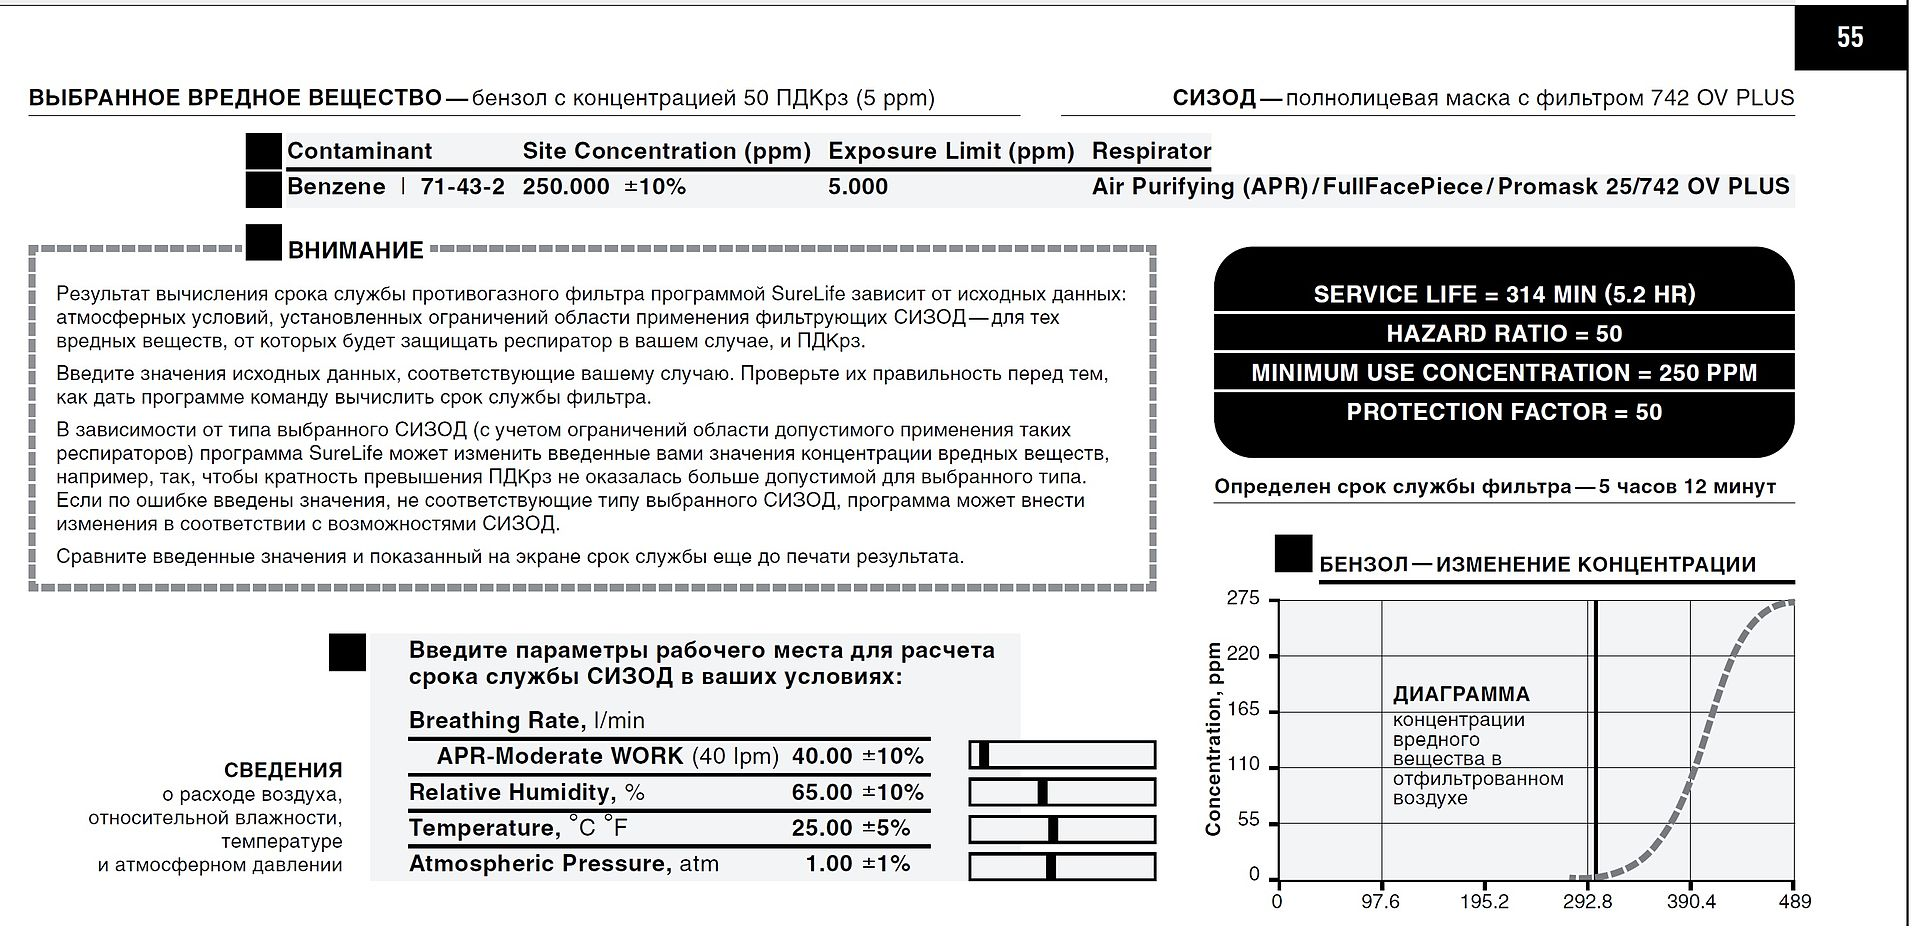 55
ВЫБРАННОЕ ВРЕДНОЕ ВЕЩЕСТВО — бензол с концентрацией 50 ПДКрз (5 ppm)
СИЗОД — полнолицевая маска с фильтром 742 OV PLUS
Contaminant Site Concentration (ppm) Exposure Limit (ppm) Respirator
Benzene | 71-43-2 250.000 ±10% 5.000 Air Purifying (APR)/FullFacePiece/Promask 25/742 OV PLUS
ВНИМАНИЕ
Результат вычисления срока службы противогазного фильтра программой SureLife зависит от исходных данных:
атмосферных условий, установленных ограничений области применения фильтрующих СИЗОД — для тех
вредных веществ, от которых будет защищать респиратор в вашем случае, и ПДКрз.
Введите значения исходных данных, соответствующие вашему случаю. Проверьте их правильность перед тем,
как дать программе команду вычислить срок службы фильтра.
В зависимости от типа выбранного СИЗОД (с учетом ограничений области допустимого применения таких
респираторов) программа SureLife может изменить введенные вами значения концентрации вредных веществ,
например, так, чтобы кратность превышения ПДКрз не оказалась больше допустимой для выбранного типа.
Если по ошибке введены значения, не соответствующие типу выбранного СИЗОД, программа может внести
изменения в соответствии с возможностями СИЗОД.
Сравните введенные значения и показанный на экране срок службы еще до печати результата.
SERVICE LIFE = 314 MIN (5.2 HR)
HAZARD RATIO = 50
MINIMUM USE CONCENTRATION = 250 PPM
PROTECTION FACTOR = 50
Определен срок службы фильтра — 5 часов 12 минут
Введите параметры рабочего места для расчета
срока службы СИЗОД в ваших условиях:
Breathing Rate, l/min
APR-Moderate WORK (40 lpm) 40.00 ±10%
Relative Humidity, % 65.00 ±10%
Temperature, °C °F 25.00 ±5%
Atmospheric Pressure, atm 1.00 ±1%
СВЕДЕНИЯ
о расходе воздуха,
относительной влажности,
температуре
и атмосферном давлении
БЕНЗОЛ — ИЗМЕНЕНИЕ КОНЦЕНТРАЦИИ
Concentration, ppm
275
220
165
110
55
0
ДИАГРАММА
концентрации
вредного
вещества в
отфильтрованном
воздухе
0 97.6 195.2 292.8 390.4 489